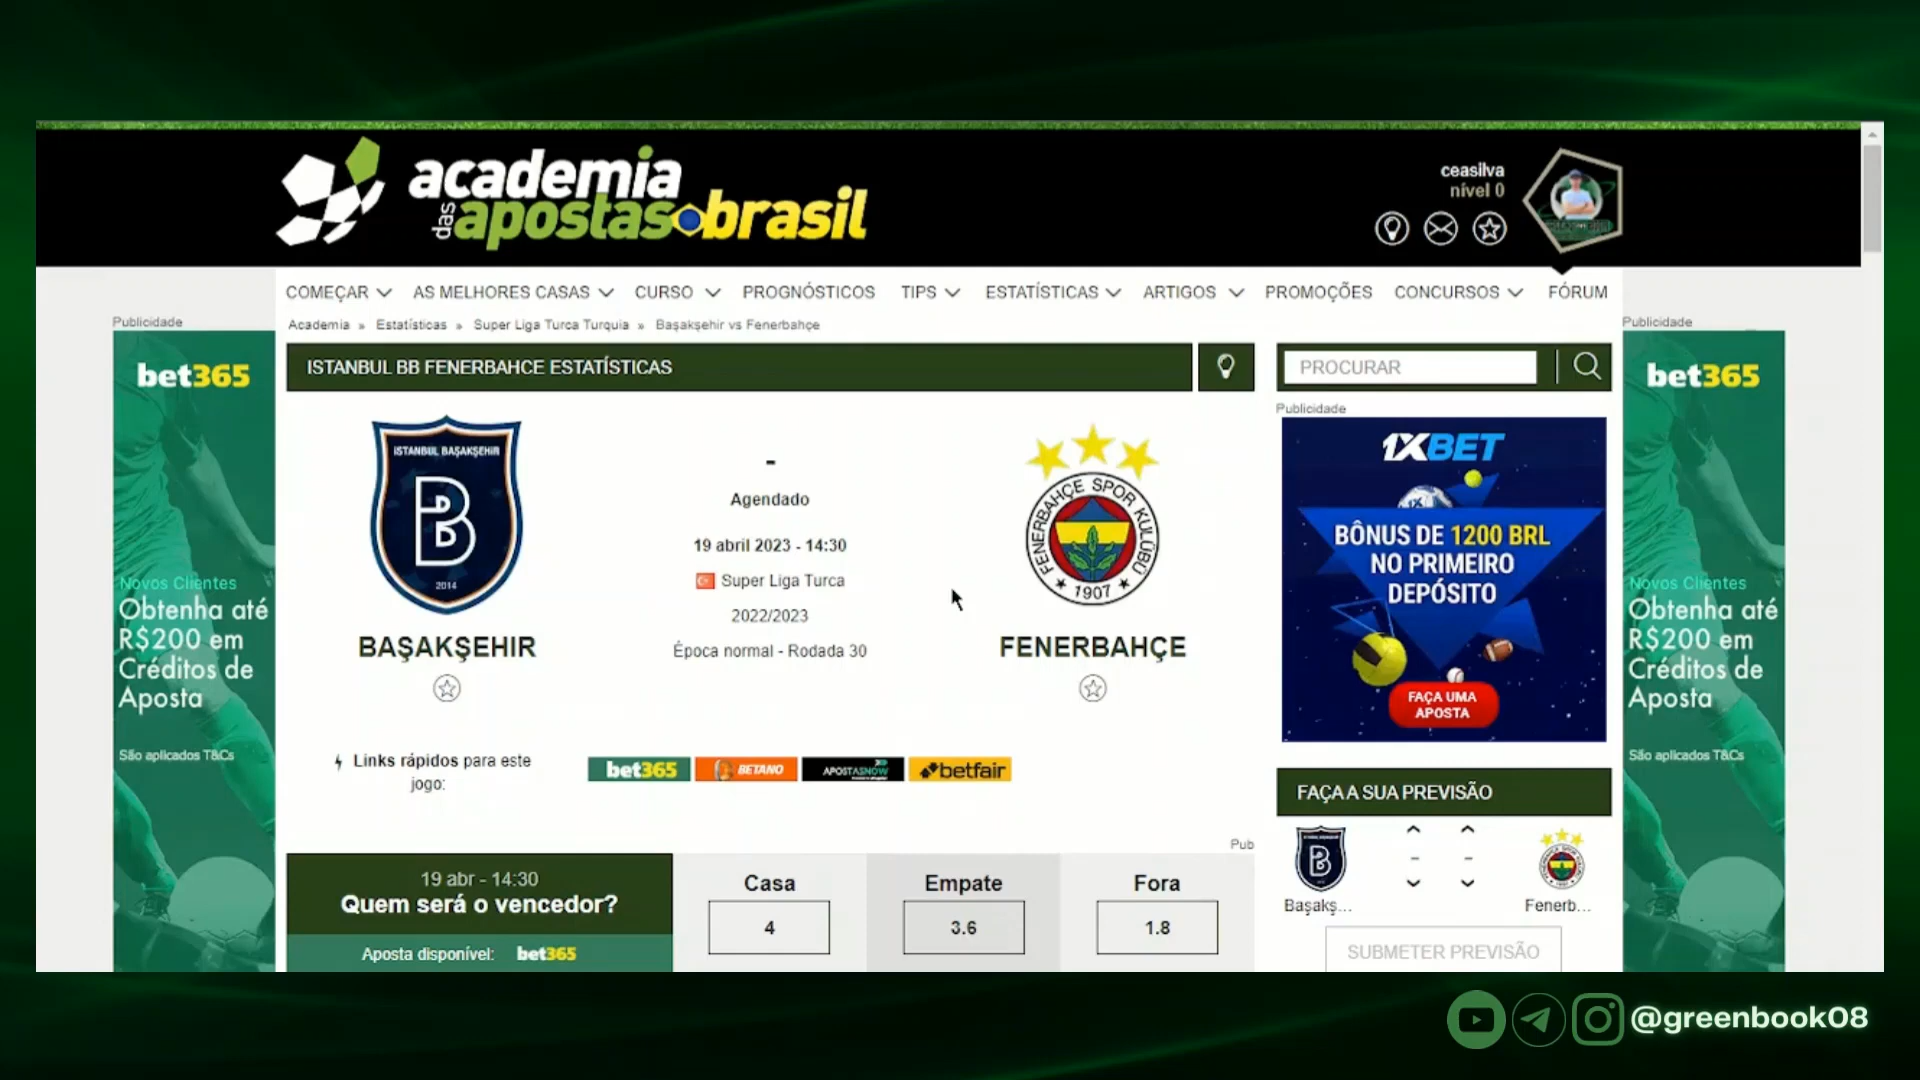 academia
das apostas brasil
ceasilva
nível 0
COMEÇAR AS MELHORES CASAS CURSO PROGNÓSTICOS TIPS ESTATÍSTICAS ARTIGOS PROMOÇÕES CONCURSOS FÓRUM
Academia » Estatísticas » Super Liga Turca Turquia » Başakşehir vs Fenerbahçe
Publicidade
bet365
Novos Clientes
Obtenha até
R$200 em
Créditos de
Aposta
São aplicados T&Cs
ISTANBUL BB FENERBAHCE ESTATÍSTICAS
ISTANBUL BAŞAKŞEHIR
B
2014
BAŞAKŞEHIR
-
Agendado
19 abril 2023 - 14:30
Super Liga Turca
2022/2023
Época normal - Rodada 30
FENERBAHÇE SPOR KULÜBÜ
1907
FENERBAHÇE
Links rápidos para este
jogo:
bet365 BETANO APOSTASNOW betfair
Pub
19 abr - 14:30
Quem será o vencedor?
Aposta disponível: bet365
Casa Empate Fora
4 3.6 1.8
PROCURAR
Publicidade
1XBET
BÔNUS DE 1200 BRL
NO PRIMEIRO
DEPÓSITO
FAÇA UMA
APOSTA
FAÇA A SUA PREVISÃO
B
- -
Başakş... Fenerb...
SUBMETER PREVISÃO
Publicidade
bet365
Novos Clientes
Obtenha até
R$200 em
Créditos de
Aposta
São aplicados T&Cs
@greenbook08